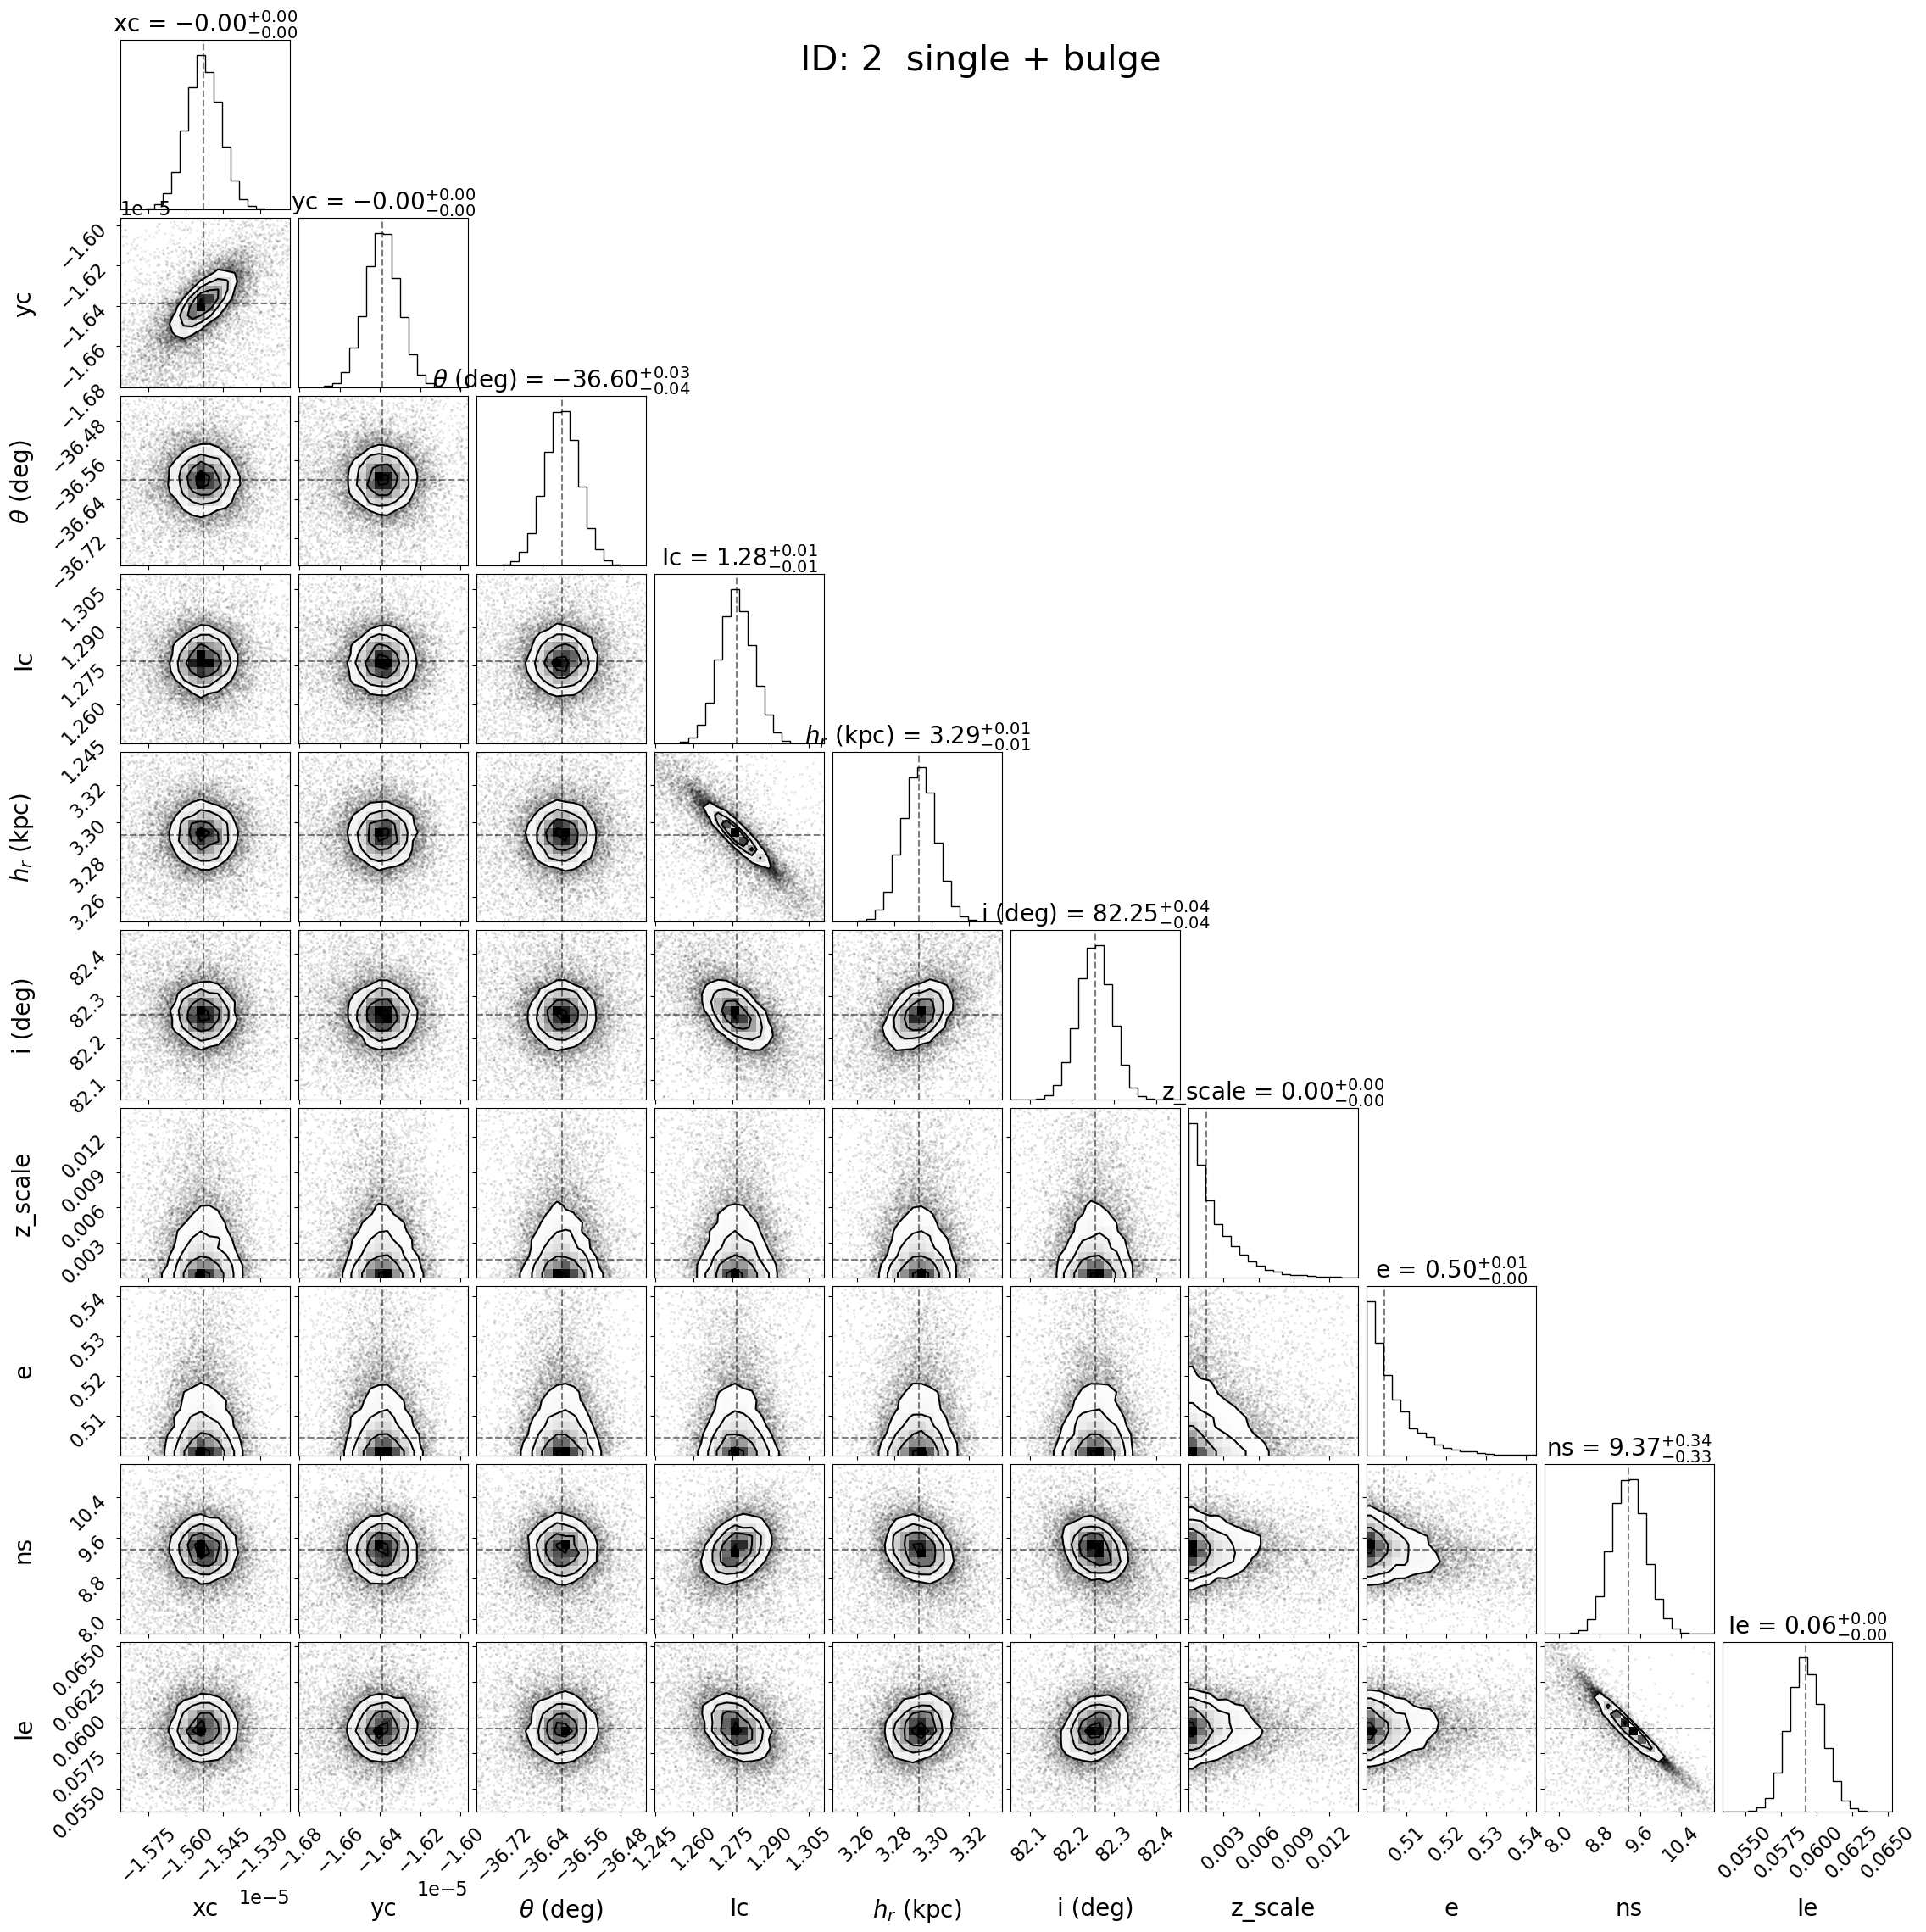 ID: 2  single + bulge
xc = −0.00+0.00−0.00
1e−5
yc = −0.00+0.00−0.00
yc
−1.60
−1.62
−1.64
−1.66
−1.68
θ (deg) = −36.60+0.03−0.04
θ (deg)
−36.48
−36.56
−36.64
−36.72
Ic = 1.28+0.01−0.01
Ic
1.305
1.290
1.275
1.260
1.245
hr (kpc) = 3.29+0.01−0.01
hr (kpc)
3.32
3.30
3.28
3.26
i (deg) = 82.25+0.04−0.04
i (deg)
82.4
82.3
82.2
82.1
z_scale = 0.00+0.00−0.00
z_scale
0.012
0.009
0.006
0.003
e = 0.50+0.01−0.00
e
0.54
0.53
0.52
0.51
ns = 9.37+0.34−0.33
ns
10.4
9.6
8.8
8.0
Ie = 0.06+0.00−0.00
Ie
0.0650
0.0625
0.0600
0.0575
0.0550
−1.575 −1.560 −1.545 −1.530 −1.68 −1.66 −1.64 −1.62 −1.60 −36.72 −36.64 −36.56 −36.48 1.245 1.260 1.275 1.290 1.305 3.26 3.28 3.30 3.32 82.1 82.2 82.3 82.4 0.003 0.006 0.009 0.012 0.51 0.52 0.53 0.54 8.0 8.8 9.6 10.4 0.0550 0.0575 0.0600 0.0625 0.0650
1e−5 1e−5
xc yc θ (deg) Ic hr (kpc) i (deg) z_scale e ns Ie